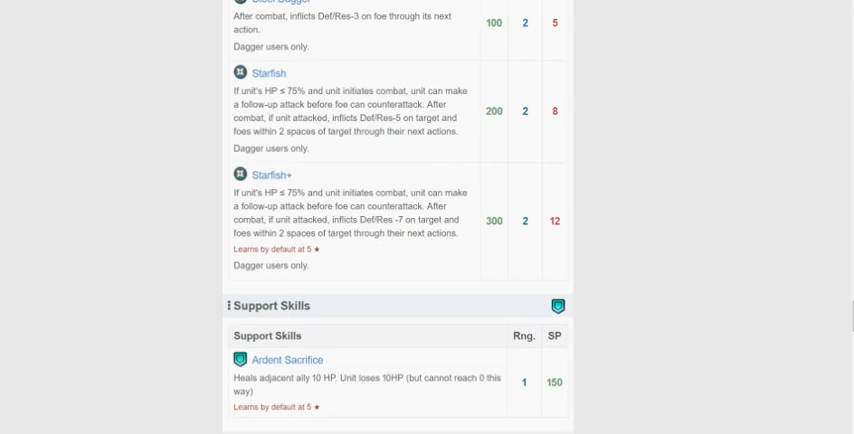 Steel Dagger
After combat, inflicts Def/Res-3 on foe through its next
action.
100 2 5
Dagger users only.
Starfish
If unit's HP ≤ 75% and unit initiates combat, unit can make
a follow-up attack before foe can counterattack. After
combat, if unit attacked, inflicts Def/Res-5 on target and
foes within 2 spaces of target through their next actions.
200 2 8
Dagger users only.
Starfish+
If unit's HP ≤ 75% and unit initiates combat, unit can make
a follow-up attack before foe can counterattack. After
combat, if unit attacked, inflicts Def/Res -7 on target and
foes within 2 spaces of target through their next actions.
300 2 12
Learns by default at 5 ★
Dagger users only.
Support Skills
Support Skills Rng. SP
Ardent Sacrifice
Heals adjacent ally 10 HP. Unit loses 10HP (but cannot reach 0 this
way)
1 150
Learns by default at 5 ★